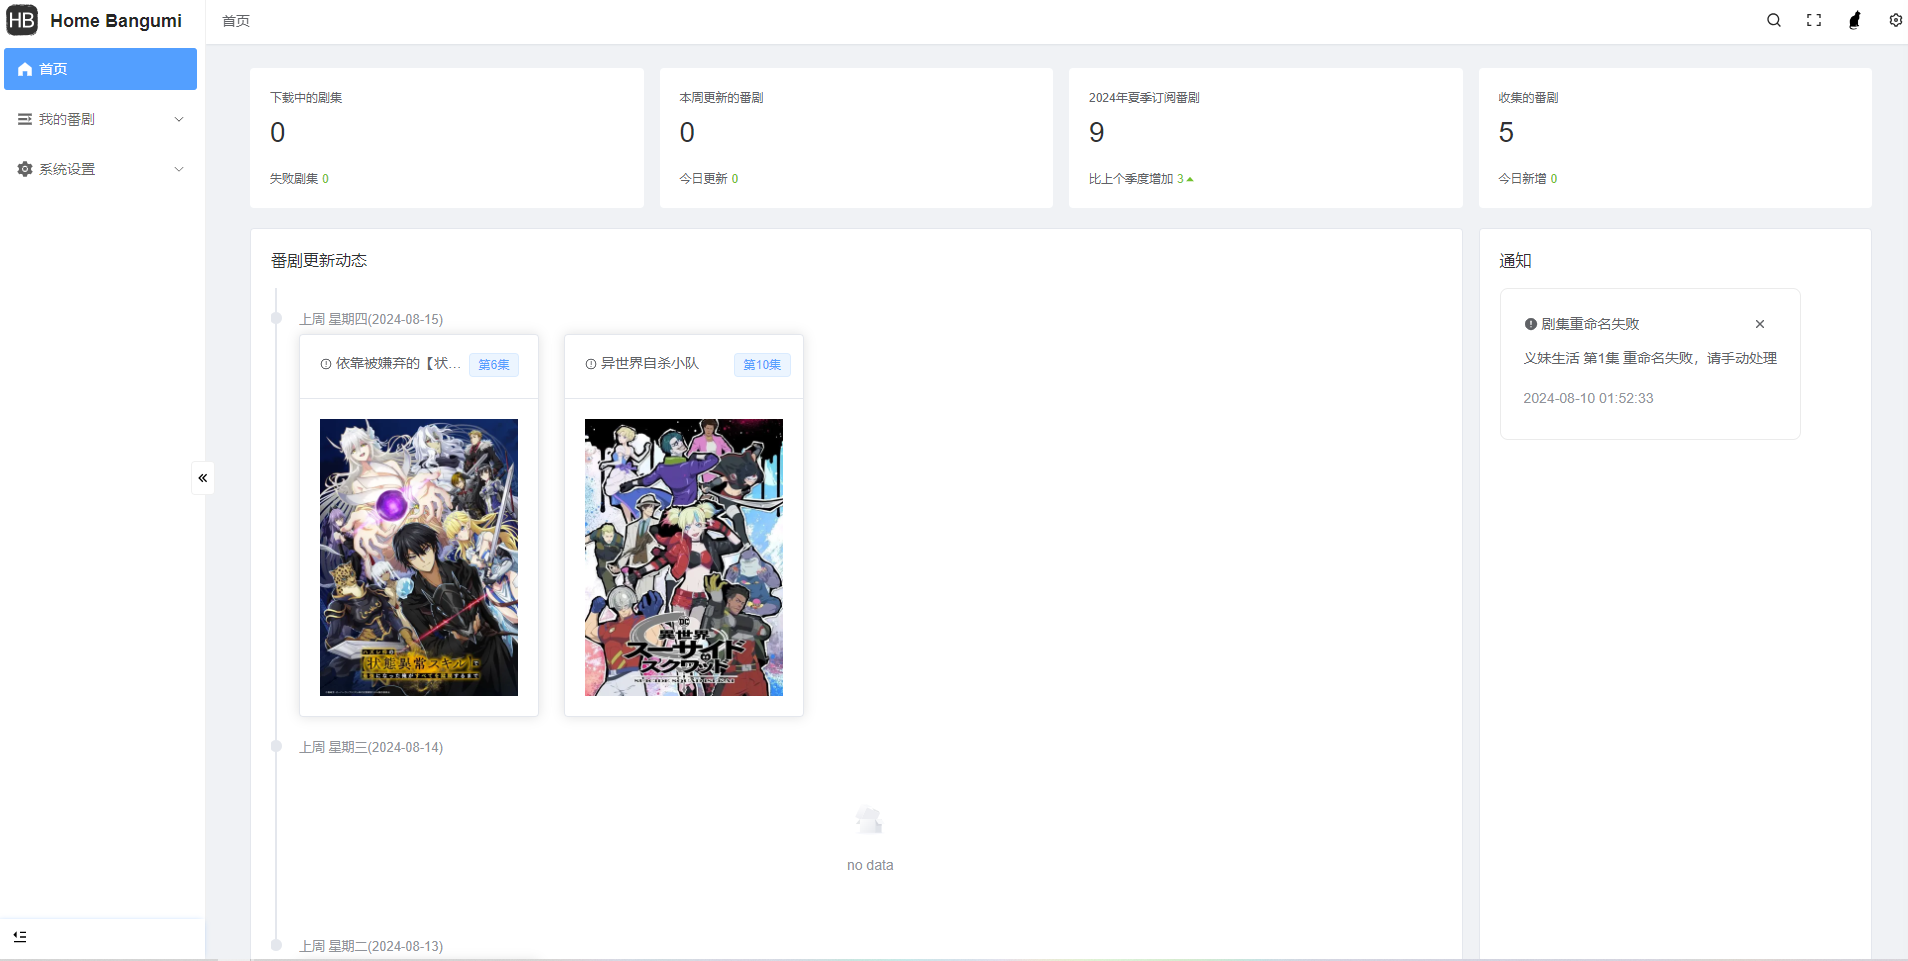 HB Home Bangumi
首页
首页
我的番剧
系统设置
下载中的剧集
0
失败剧集 0
本周更新的番剧
0
今日更新 0
2024年夏季订阅番剧
9
比上个季度增加 3
收集的番剧
5
今日新增 0
番剧更新动态
上周 星期四(2024-08-15)
依靠被嫌弃的【状... 第6集
状態異常スキル
異世界自杀小队 第10集
DC
異世界
スーサイド
スクワッド
上周 星期三(2024-08-14)
no data
上周 星期二(2024-08-13)
通知
剧集重命名失败
义妹生活 第1集 重命名失败，请手动处理
2024-08-10 01:52:33